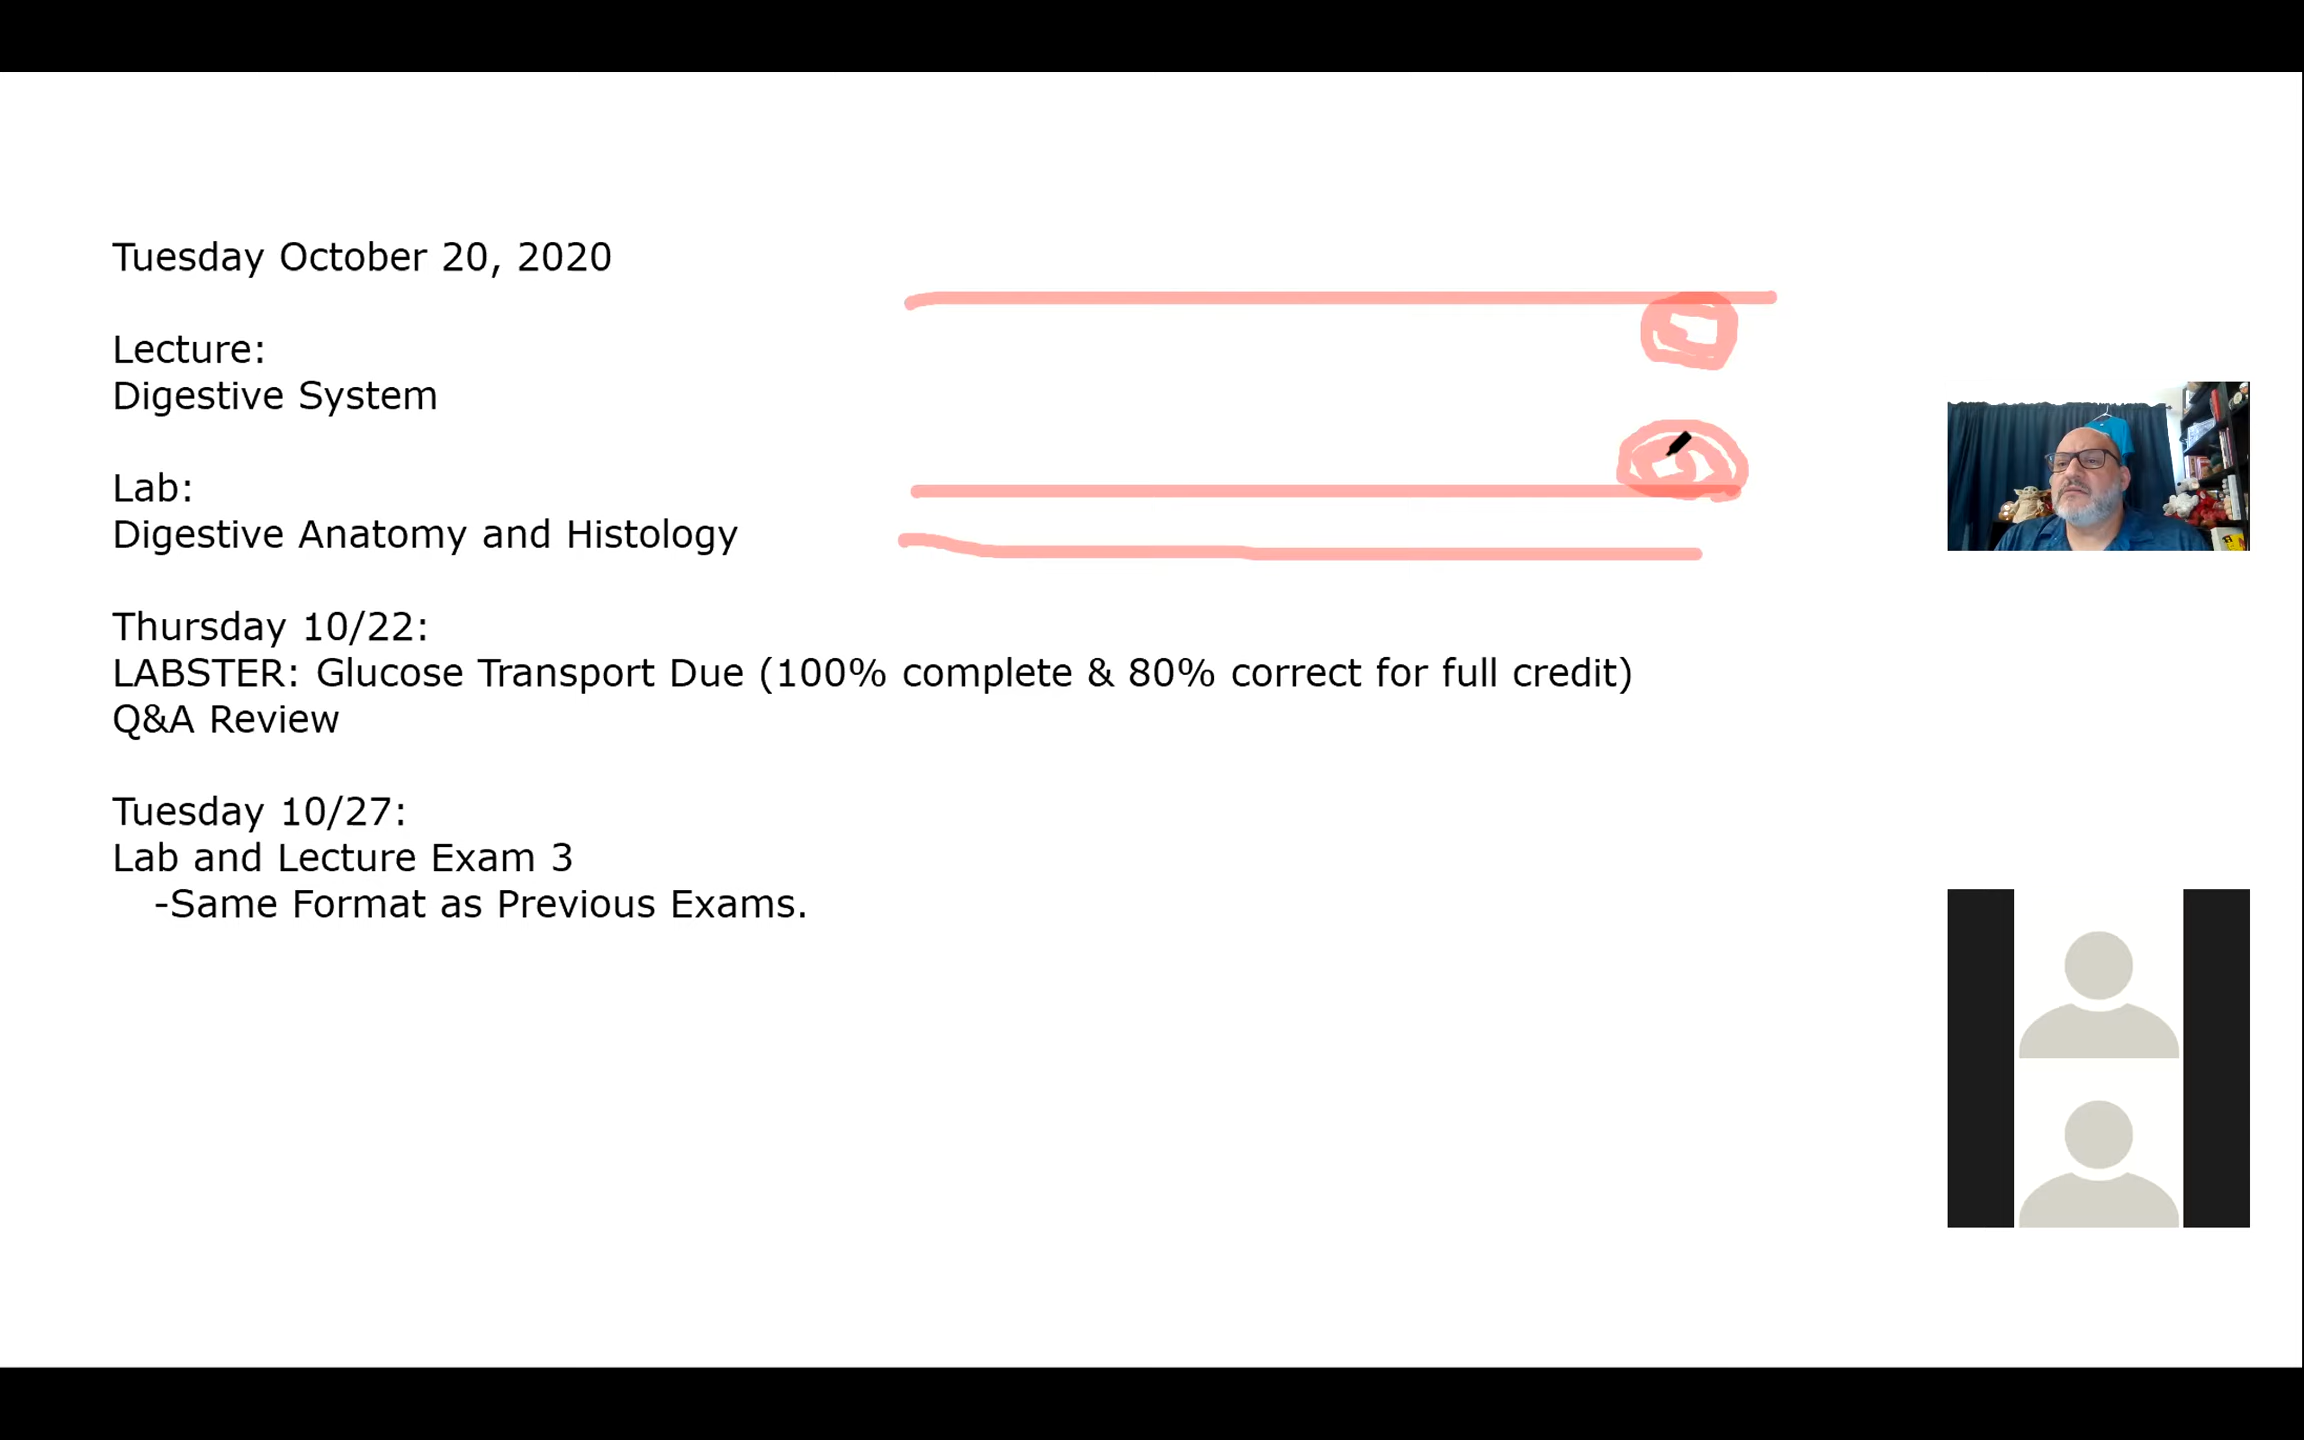 Tuesday October 20, 2020
Lecture:
Digestive System
Lab:
Digestive Anatomy and Histology
Thursday 10/22:
LABSTER: Glucose Transport Due (100% complete & 80% correct for full credit)
Q&A Review
Tuesday 10/27:
Lab and Lecture Exam 3
-Same Format as Previous Exams.